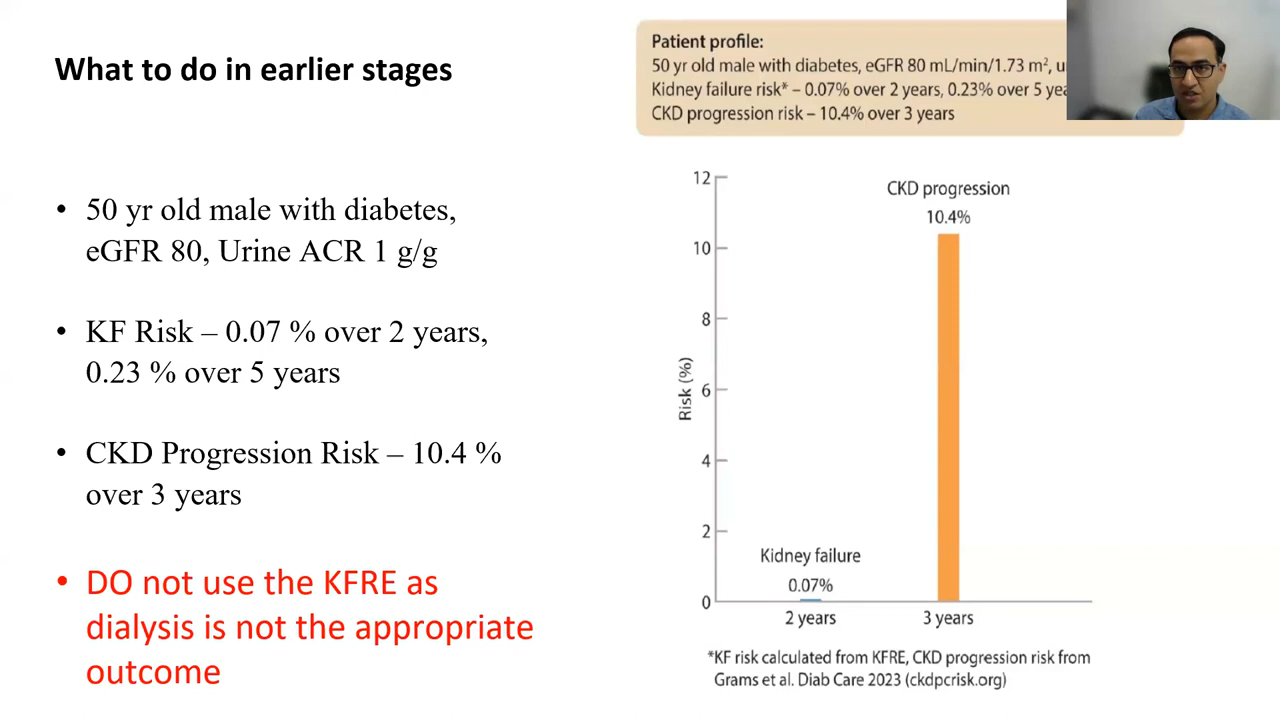 What to do in earlier stages
• 50 yr old male with diabetes,
eGFR 80, Urine ACR 1 g/g
• KF Risk – 0.07 % over 2 years,
0.23 % over 5 years
• CKD Progression Risk – 10.4 %
over 3 years
• DO not use the KFRE as
dialysis is not the appropriate
outcome
Patient profile:
50 yr old male with diabetes, eGFR 80 mL/min/1.73 m²,
Kidney failure risk* – 0.07% over 2 years, 0.23% over 5
CKD progression risk – 10.4% over 3 years
12
10
8
6
4
2
0
Risk (%)
CKD progression
10.4%
Kidney failure
0.07%
2 years
3 years
*KF risk calculated from KFRE, CKD progression risk from
Grams et al. Diab Care 2023 (ckdpcrisk.org)